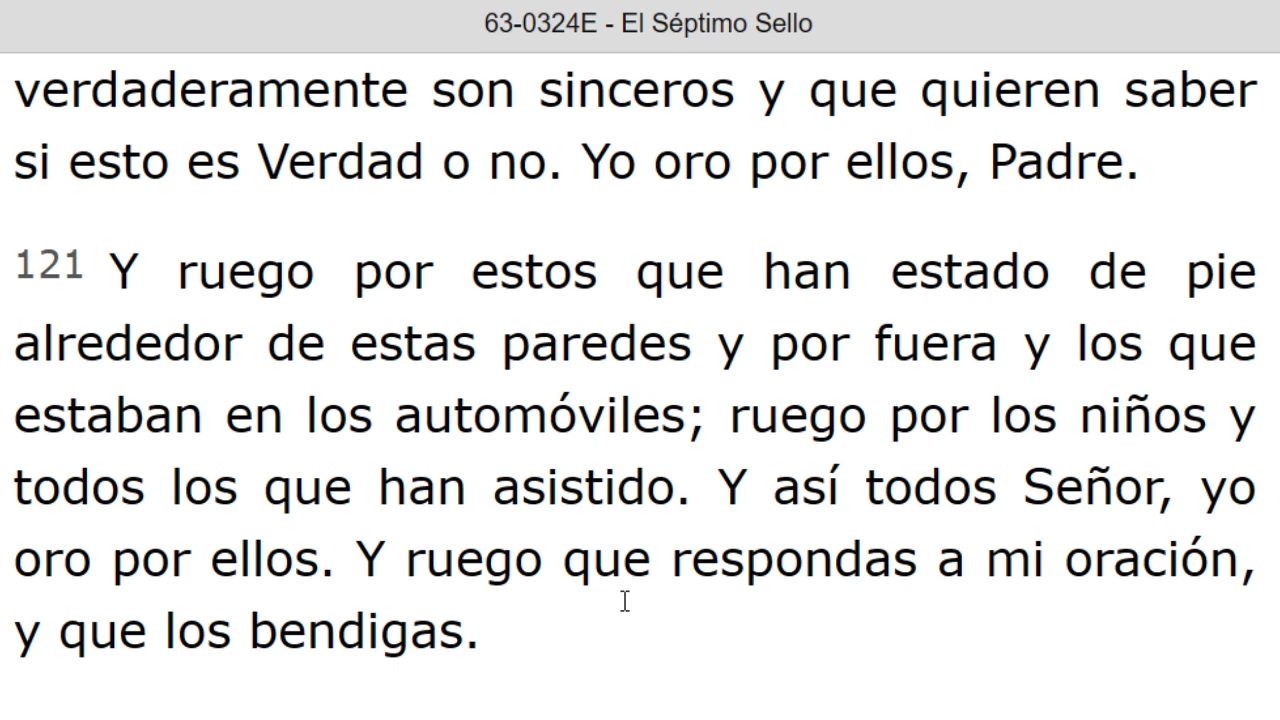 63-0324E - El Séptimo Sello
verdaderamente son sinceros y que quieren saber
si esto es Verdad o no. Yo oro por ellos, Padre.
121 Y ruego por estos que han estado de pie
alrededor de estas paredes y por fuera y los que
estaban en los automóviles; ruego por los niños y
todos los que han asistido. Y así todos Señor, yo
oro por ellos. Y ruego que respondas a mi oración,
y que los bendigas.